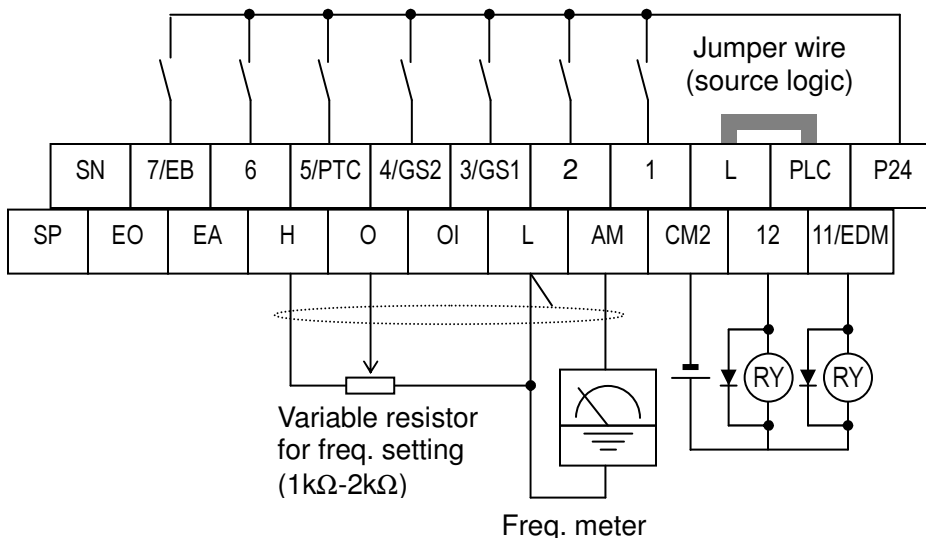 Jumper wire
(source logic)
SN 7/EB 6 5/PTC 4/GS2 3/GS1 2 1 L PLC P24
SP EO EA H O OI L AM CM2 12 11/EDM
RY RY
Variable resistor
for freq. setting
(1kΩ-2kΩ)
Freq. meter